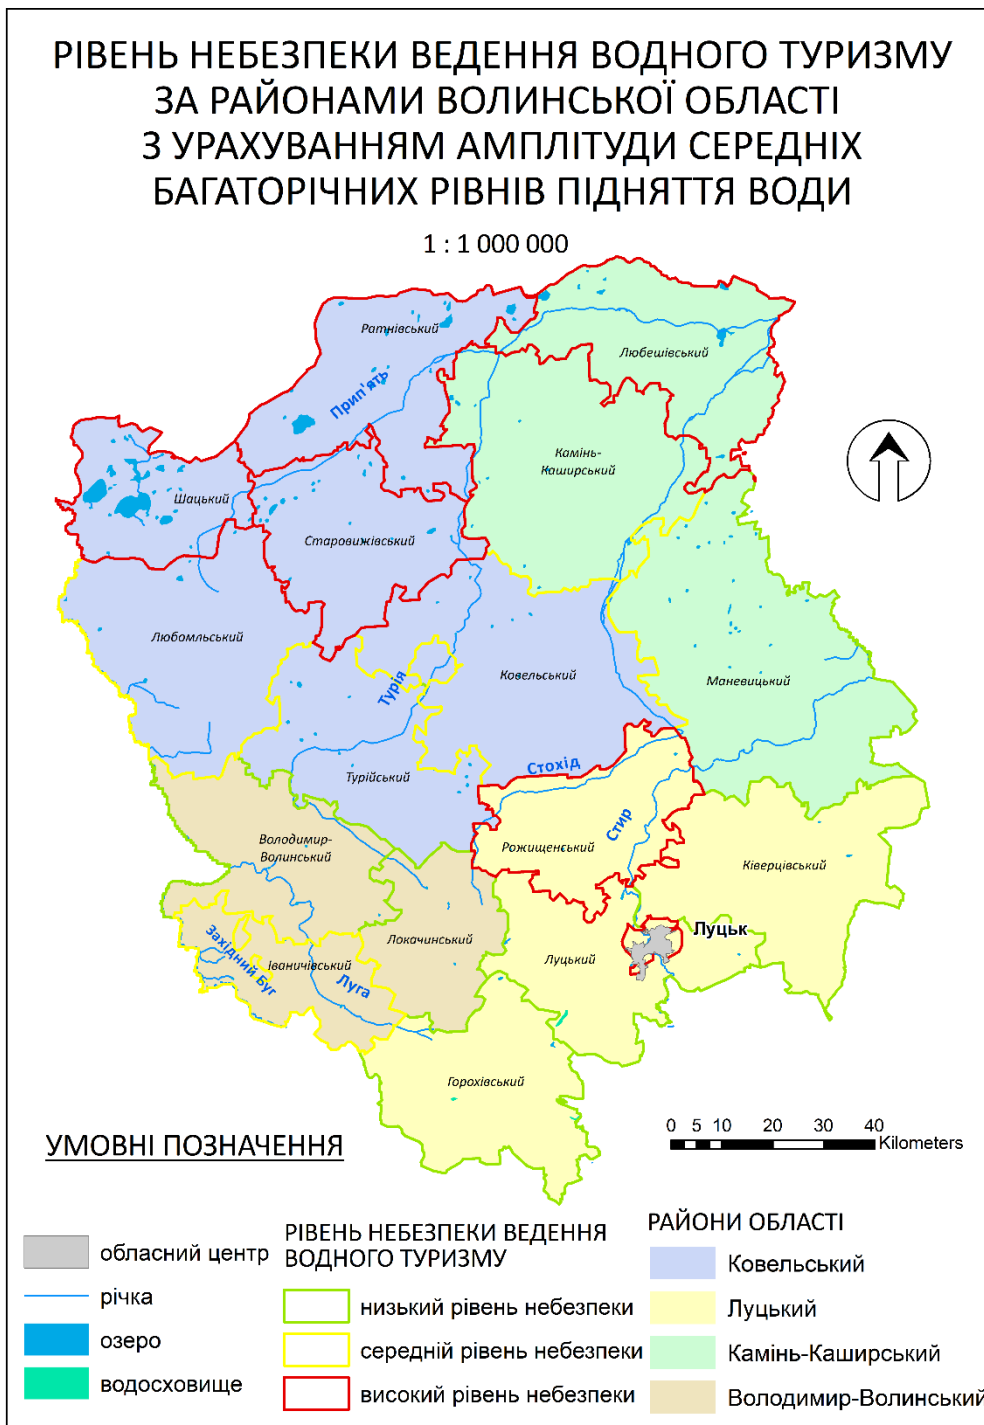 РІВЕНЬ НЕБЕЗПЕКИ ВЕДЕННЯ ВОДНОГО ТУРИЗМУ
ЗА РАЙОНАМИ ВОЛИНСЬКОЇ ОБЛАСТІ
З УРАХУВАННЯМ АМПЛІТУДИ СЕРЕДНІХ
БАГАТОРІЧНИХ РІВНІВ ПІДНЯТТЯ ВОДИ
1 : 1 000 000
Ратнівський
Любешівський
Прип'ять
Камінь-
Каширський
Шацький
Старовижівський
Любомльський
Ковельський
Турія
Маневицький
Стохід
Турійський
Стир
Володимир-
Волинський
Рожищенський
Ківерцівський
Луцьк
Локачинський
Луцький
Західний Буг
Іваничівський
Луга
Горохівський
0 5 10 20 30 40
Kilometers
УМОВНІ ПОЗНАЧЕННЯ
обласний центр
річка
озеро
водосховище
РІВЕНЬ НЕБЕЗПЕКИ ВЕДЕННЯ
ВОДНОГО ТУРИЗМУ
низький рівень небезпеки
середній рівень небезпеки
високий рівень небезпеки
РАЙОНИ ОБЛАСТІ
Ковельський
Луцький
Камінь-Каширський
Володимир-Волинський